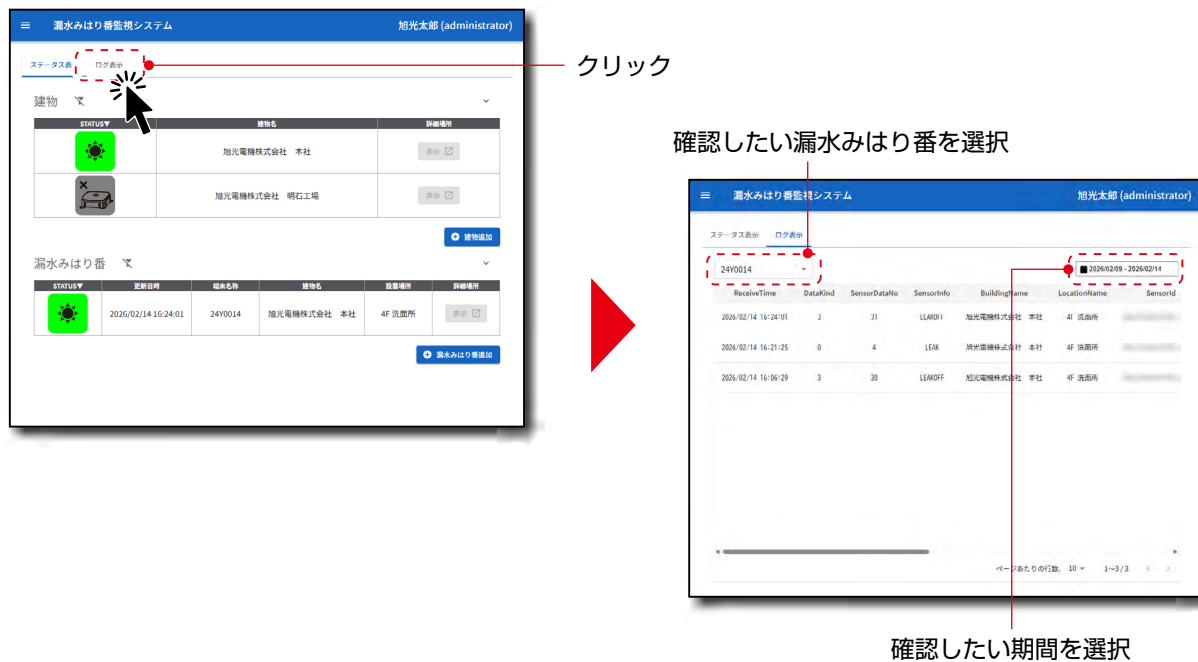 漏水みはり番監視システム 旭光太郎 (administrator)
ステータス表 ログ表示
クリック
建物
STATUS▼ 建物名 詳細場所
旭光電機株式会社 本社 表示
旭光電機株式会社 明石工場 表示
建物追加
漏水みはり番
STATUS▼ 更新日時 端末名称 建物名 設置場所 詳細場所
2026/02/14 16:24:01 24Y0014 旭光電機株式会社 本社 4F 洗面所 表示
漏水みはり番追加
確認したい漏水みはり番を選択
漏水みはり番監視システム 旭光太郎 (administrator)
ステータス表示 ログ表示
24Y0014 2026/02/09 - 2026/02/14
ReceiveTime DataKind SensorDataNo SensorInfo BuildingName LocationName SensorId
2026/02/14 16:24:01 3 31 旭光電機株式会社 本社 4F 洗面所
2026/02/14 16:21:25 0 4 LEAK 旭光電機株式会社 本社 4F 洗面所
2026/02/14 16:06:29 3 30 LEAKOFF 旭光電機株式会社 本社 4F 洗面所
ページあたりの行数: 10 1~3 / 3
確認したい期間を選択